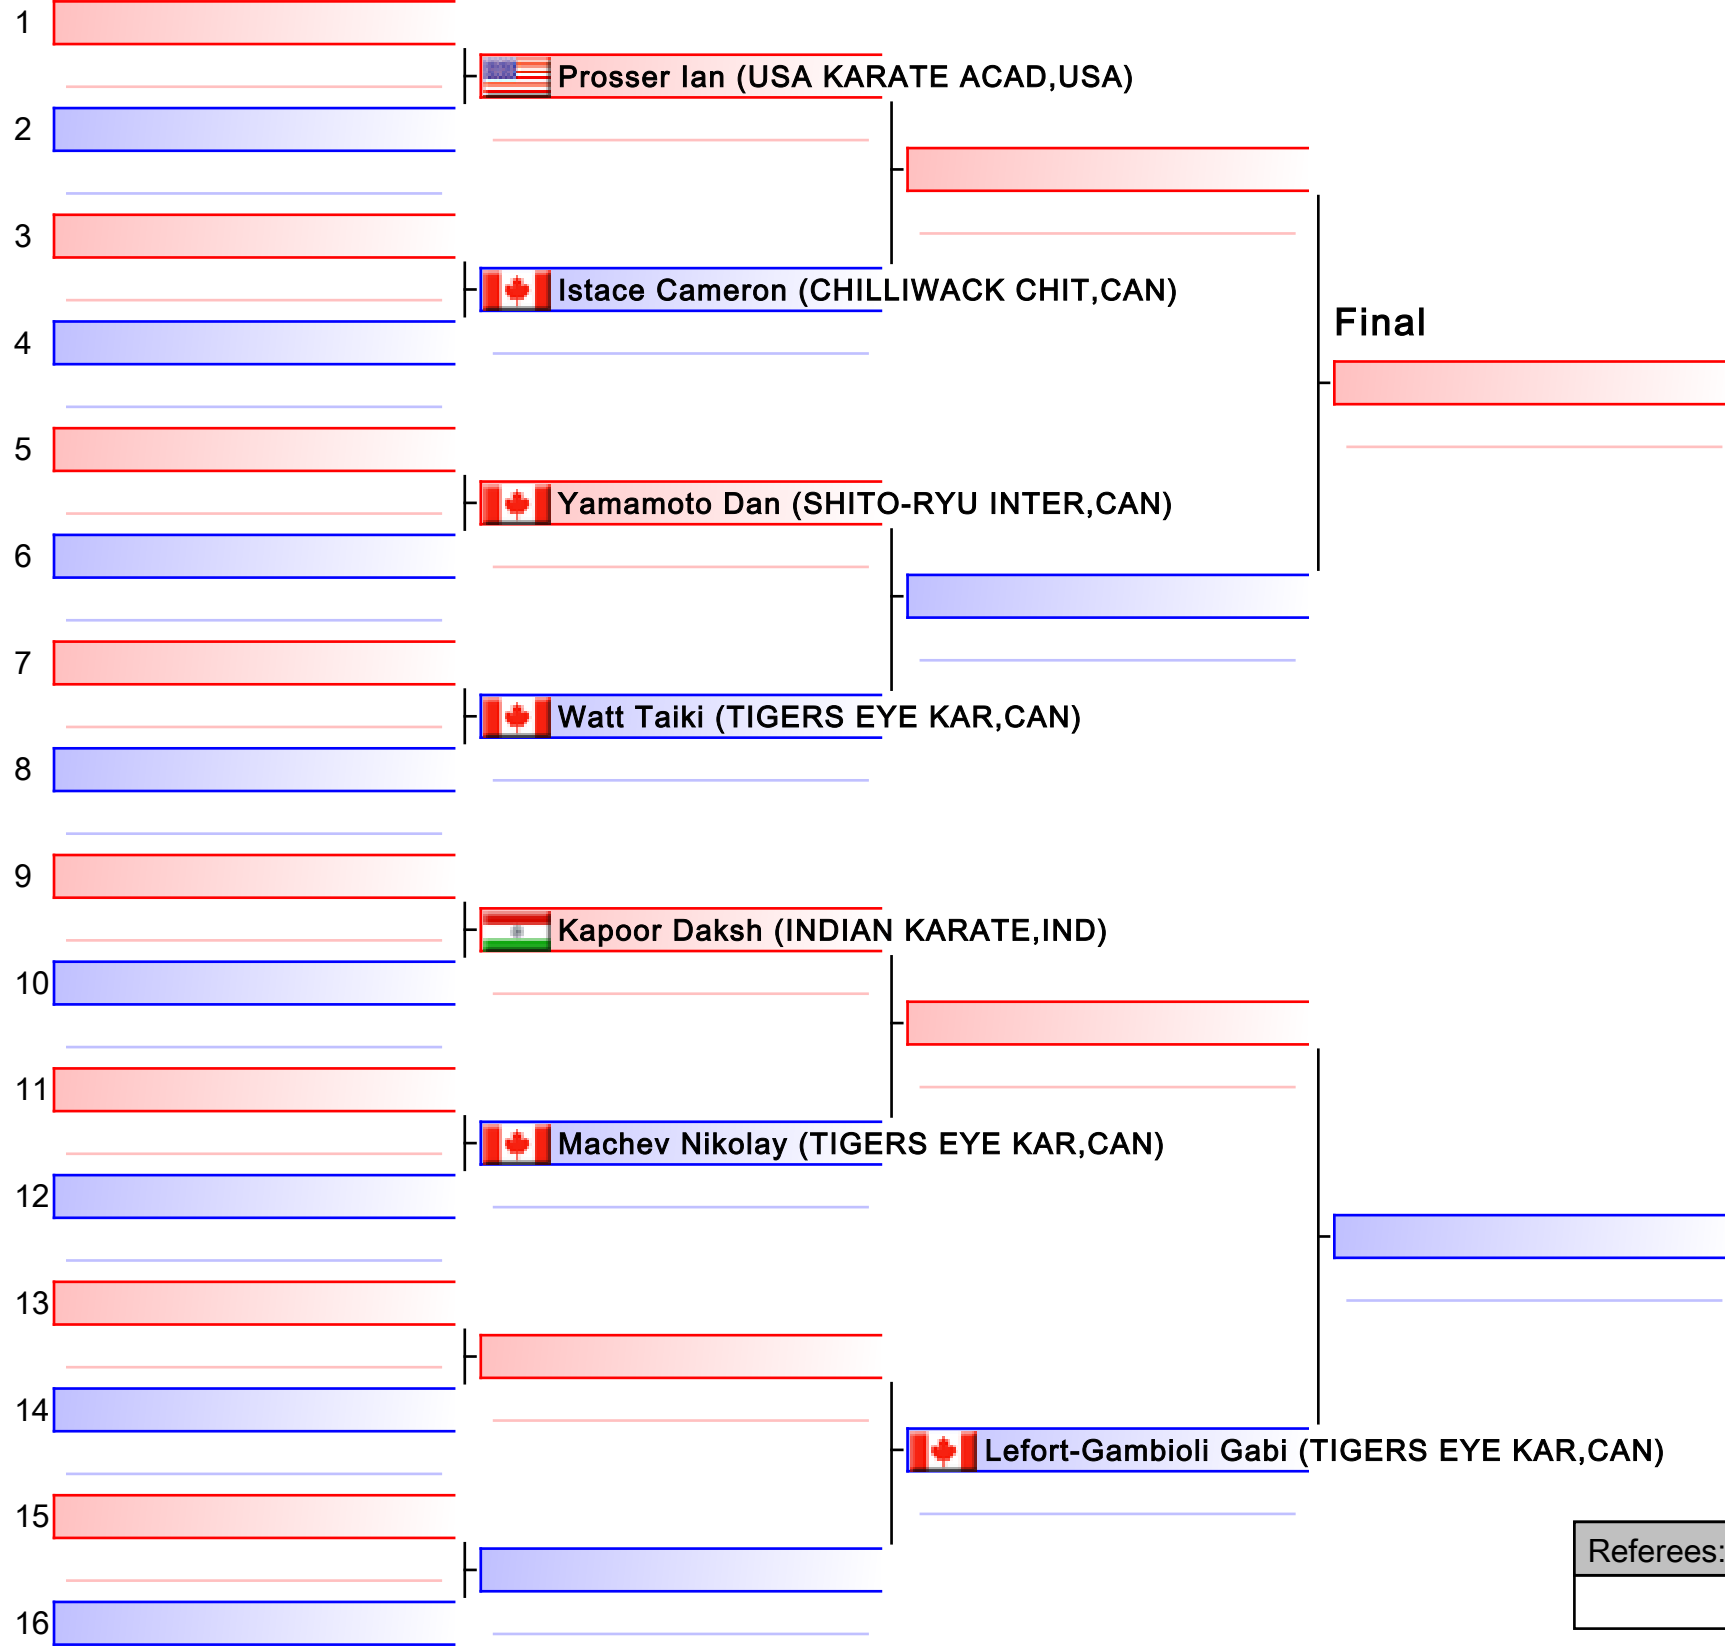 1
Prosser Ian (USA KARATE ACAD,USA)
2
3
Istace Cameron (CHILLIWACK CHIT,CAN)
4
Final
5
Yamamoto Dan (SHITO-RYU INTER,CAN)
6
7
Watt Taiki (TIGERS EYE KAR,CAN)
8
9
Kapoor Daksh (INDIAN KARATE,IND)
10
11
Machev Nikolay (TIGERS EYE KAR,CAN)
12
13
14
Lefort-Gambioli Gabi (TIGERS EYE KAR,CAN)
15
Referees:
16